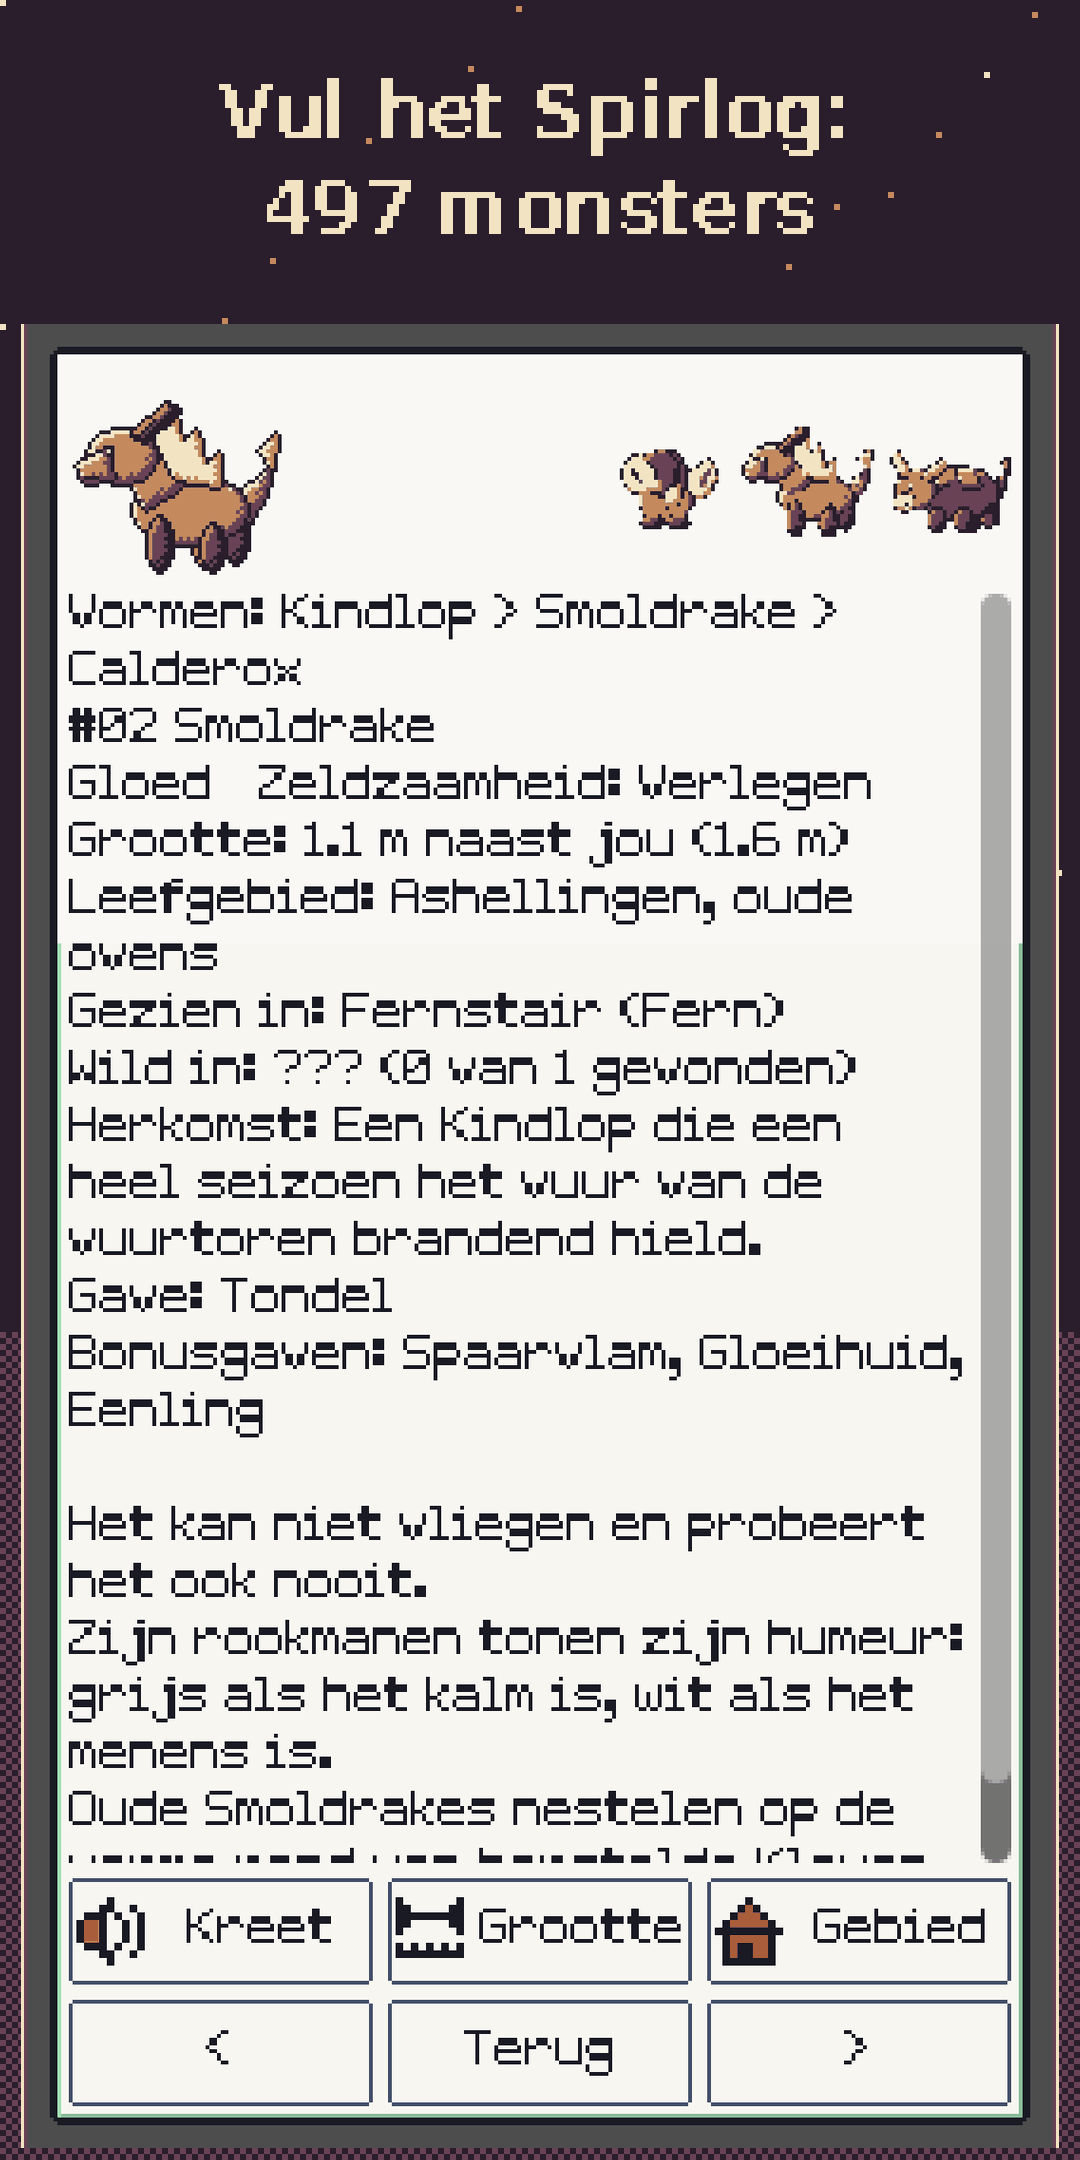 Vul het Spirlog:
497 monsters
Vormen: Kindlop > Smoldrake >
Calderox
#02 Smoldrake
Gloed Zeldzaamheid: Verlegen
Grootte: 1.1 m naast jou (1.6 m)
Leefgebied: Ashellingen, oude
ovens
Gezien in: Fernstair (Fern)
Wild in: ??? (0 van 1 gevonden)
Herkomst: Een Kindlop die een
heel seizoen het vuur van de
vuurtoren brandend hield.
Gave: Tondel
Bonusgaven: Spaarvlam, Gloeihuid,
Eenling
Het kan niet vliegen en probeert
het ook nooit.
Zijn rookmanen tonen zijn humeur:
grijs als het kalm is, wit als het
menens is.
Oude Smoldrakes nestelen op de
Kreet
Grootte
Gebied
<
Terug
>